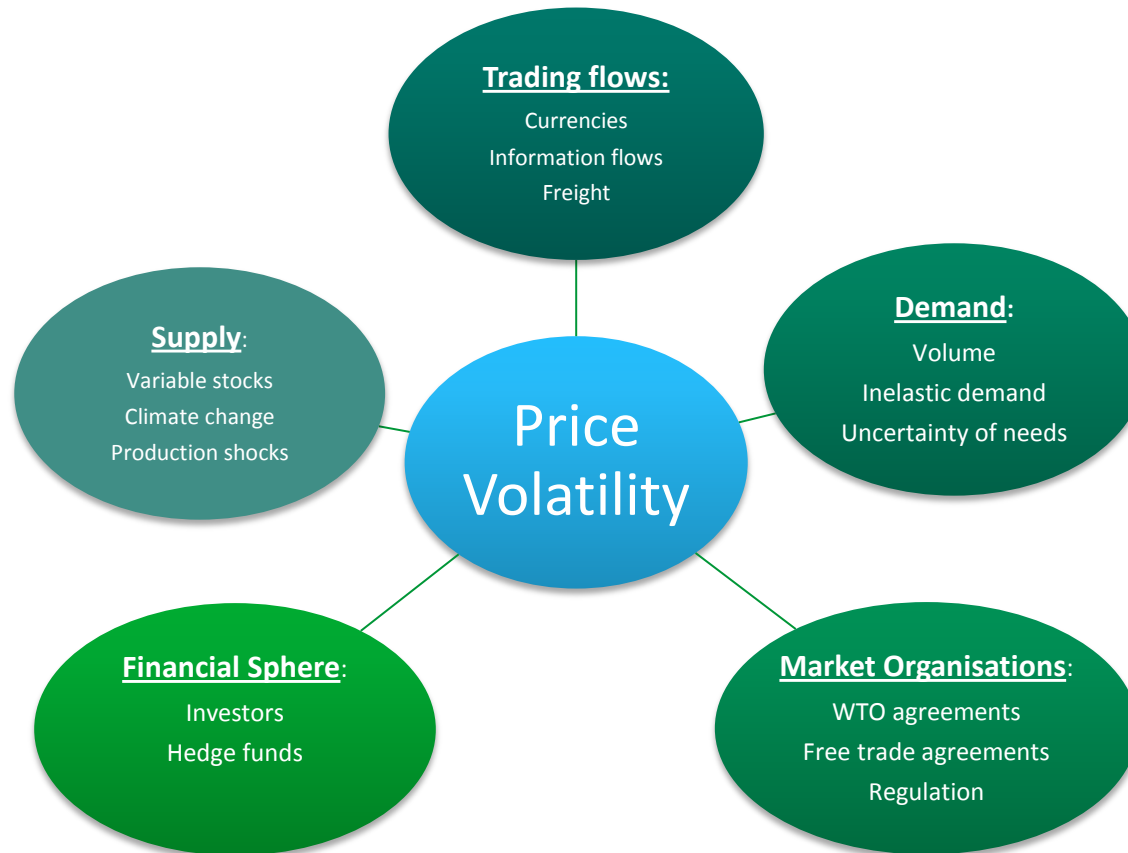 Trading flows:
Currencies
Information flows
Freight
Supply:
Variable stocks
Climate change
Production shocks
Demand:
Volume
Inelastic demand
Uncertainty of needs
Price
Volatility
Financial Sphere:
Investors
Hedge funds
Market Organisations:
WTO agreements
Free trade agreements
Regulation